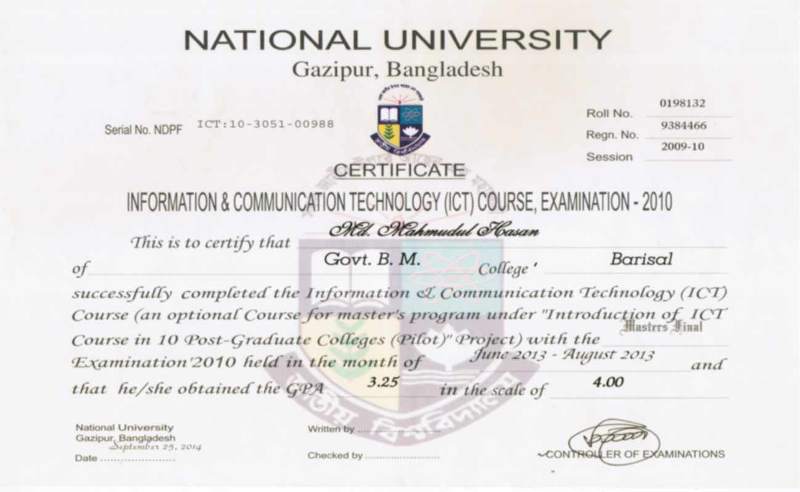 NATIONAL UNIVERSITY
Gazipur, Bangladesh
Serial No. NDPF ICT:10-3051-00988
Roll No. 0198132
Regn. No. 9384466
Session 2009-10
CERTIFICATE
INFORMATION & COMMUNICATION TECHNOLOGY (ICT) COURSE, EXAMINATION - 2010
This is to certify that Md. Mahmudul Hasan
of Govt. B. M. College ' Barisal
successfully completed the Information & Communication Technology (ICT)
Course (an optional Course for master's program under "Introduction of ICT
Course in 10 Post-Graduate Colleges (Pilot)" Project) with the Masters Final
Examination'2010 held in the month of June 2013 - August 2013 and
that he/she obtained the GPA 3.25 in the scale of 4.00
National University
Gazipur, Bangladesh
Date September 25, 2014
Written by
Checked by
CONTROLLER OF EXAMINATIONS
জাতীয় বিশ্ববিদ্যালয়